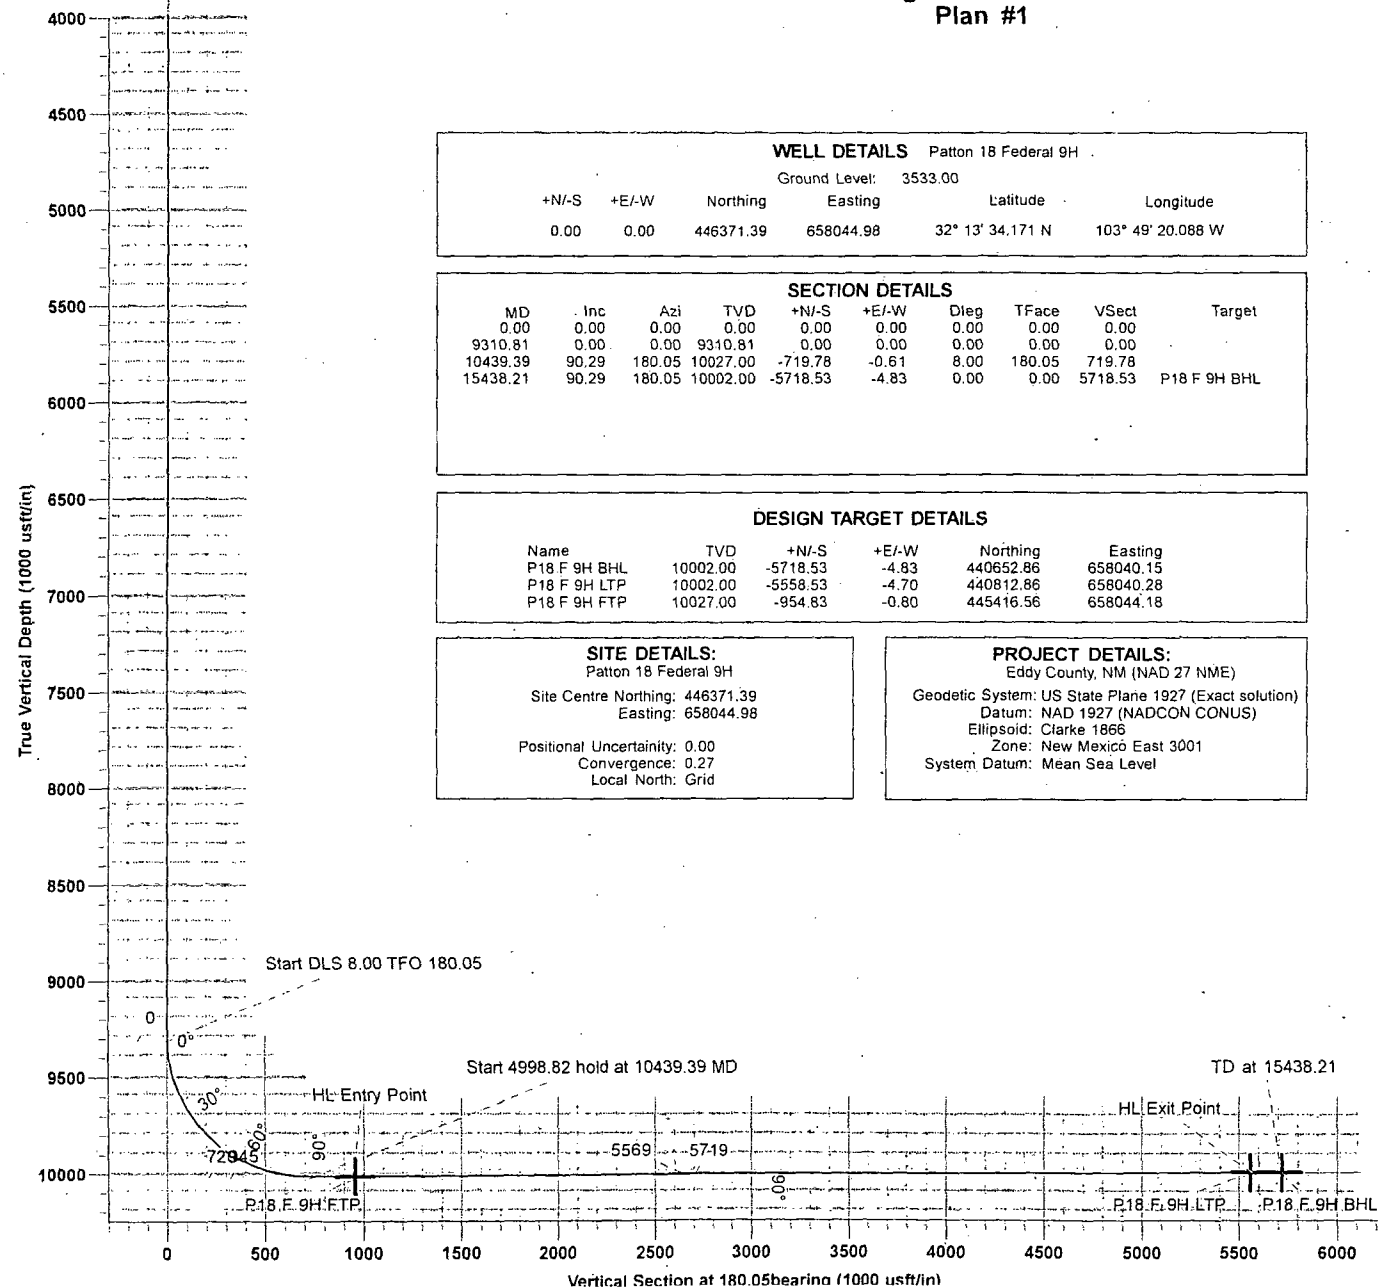 Plan #1
4000
4500
5000
5500
6000
6500
7000
7500
8000
8500
9000
9500
10000
True Vertical Depth (1000 usft/in)
WELL DETAILS Patton 18 Federal 9H
Ground Level: 3533.00
+N/-S +E/-W Northing Easting Latitude Longitude
0.00 0.00 446371.39 658044.98 32° 13' 34.171 N 103° 49' 20.088 W
SECTION DETAILS
MD Inc Azi TVD +N/-S +E/-W Dleg TFace VSect Target
0.00 0.00 0.00 0.00 0.00 0.00 0.00 0.00 0.00
9310.81 0.00 0.00 9310.81 0.00 0.00 0.00 0.00 0.00
10439.39 90.29 180.05 10027.00 -719.78 -0.61 8.00 180.05 719.78
15438.21 90.29 180.05 10002.00 -5718.53 -4.83 0.00 0.00 5718.53 P18 F 9H BHL
DESIGN TARGET DETAILS
Name TVD +N/-S +E/-W Northing Easting
P18 F 9H BHL 10002.00 -5718.53 -4.83 440652.86 658040.15
P18 F 9H LTP 10002.00 -5558.53 -4.70 440812.86 658040.28
P18 F 9H FTP 10027.00 -954.83 -0.80 445416.56 658044.18
SITE DETAILS:
Patton 18 Federal 9H
Site Centre Northing: 446371.39
Easting: 658044.98
Positional Uncertainity: 0.00
Convergence: 0.27
Local North: Grid
PROJECT DETAILS:
Eddy County, NM (NAD 27 NME)
Geodetic System: US State Plane 1927 (Exact solution)
Datum: NAD 1927 (NADCON CONUS)
Ellipsoid: Clarke 1866
Zone: New Mexico East 3001
System Datum: Mean Sea Level
Start DLS 8.00 TFO 180.05
0
0°
30°
60°
90°
Start 4998.82 hold at 10439.39 MD
TD at 15438.21
HL Entry Point
HL Exit Point
5569
5719
90°
P18 F 9H FTP
P18 F 9H LTP
P18 F 9H BHL
0 500 1000 1500 2000 2500 3000 3500 4000 4500 5000 5500 6000
Vertical Section at 180.05bearing (1000 usft/in)